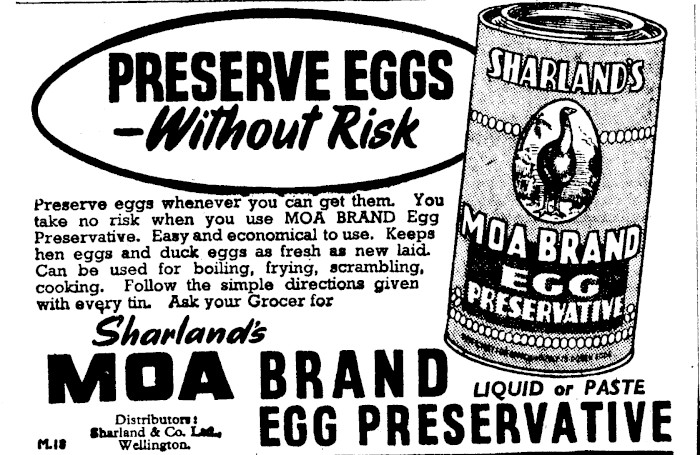 PRESERVE EGGS
-Without Risk
Preserve eggs whenever you can get them. You
take no risk when you use MOA BRAND Egg
Preservative. Easy and economical to use. Keeps
hen eggs and duck eggs as fresh as new laid.
Can be used for boiling, frying, scrambling,
cooking. Follow the simple directions given
with every tin. Ask your Grocer for
Sharland's
MOA BRAND
EGG PRESERVATIVE
LIQUID or PASTE
Distributors:
Sharland & Co. Ltd.,
Wellington.
M.18
SHARLAND'S
MOA BRAND
EGG
PRESERVATIVE